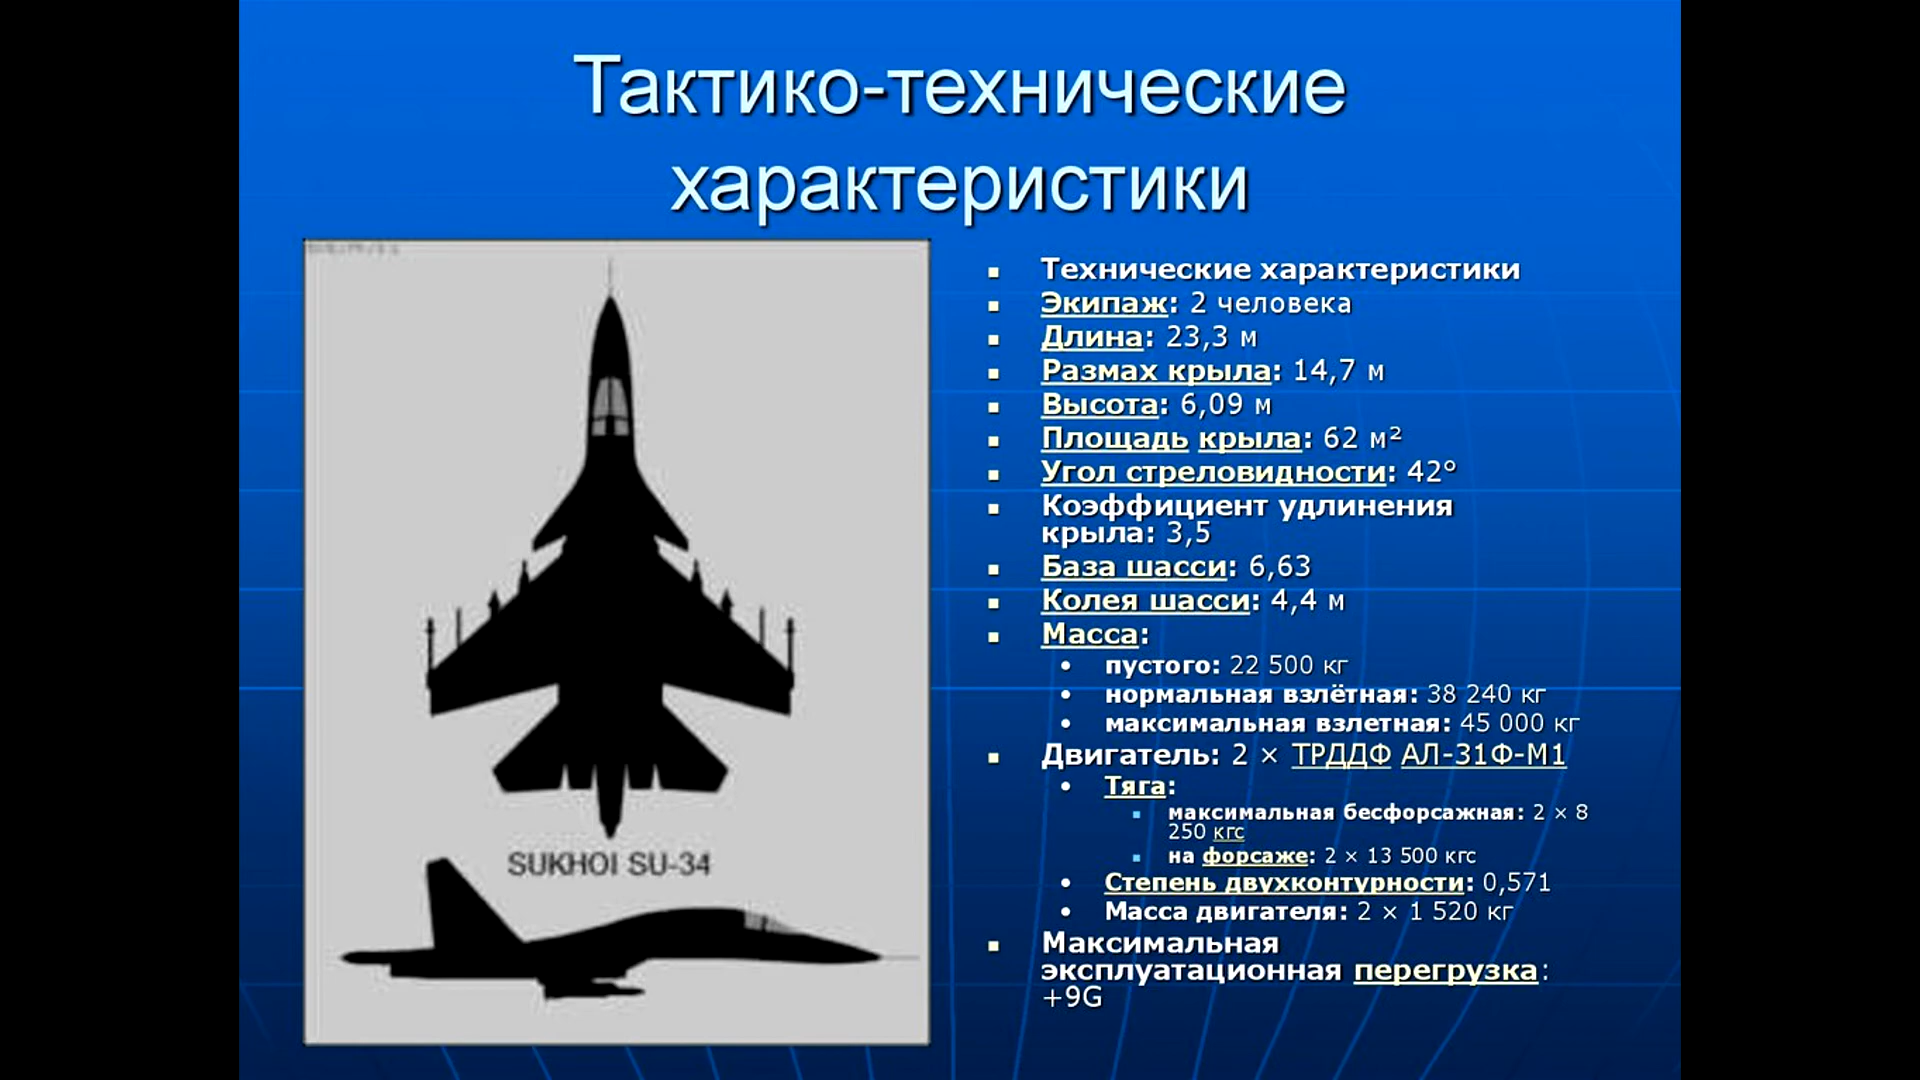 Тактико-технические
характеристики
Технические характеристики
Экипаж: 2 человека
Длина: 23,3 м
Размах крыла: 14,7 м
Высота: 6,09 м
Площадь крыла: 62 м²
Угол стреловидности: 42°
Коэффициент удлинения
крыла: 3,5
База шасси: 6,63
Колея шасси: 4,4 м
Масса:
пустого: 22 500 кг
нормальная взлётная: 38 240 кг
максимальная взлетная: 45 000 кг
Двигатель: 2 × ТРДДФ АЛ-31Ф-М1
Тяга:
максимальная бесфорсажная: 2 × 8
250 кгс
на форсаже: 2 × 13 500 кгс
Степень двухконтурности: 0,571
Масса двигателя: 2 × 1 520 кг
Максимальная
эксплуатационная перегрузка:
+9G
SUKHOI SU-34